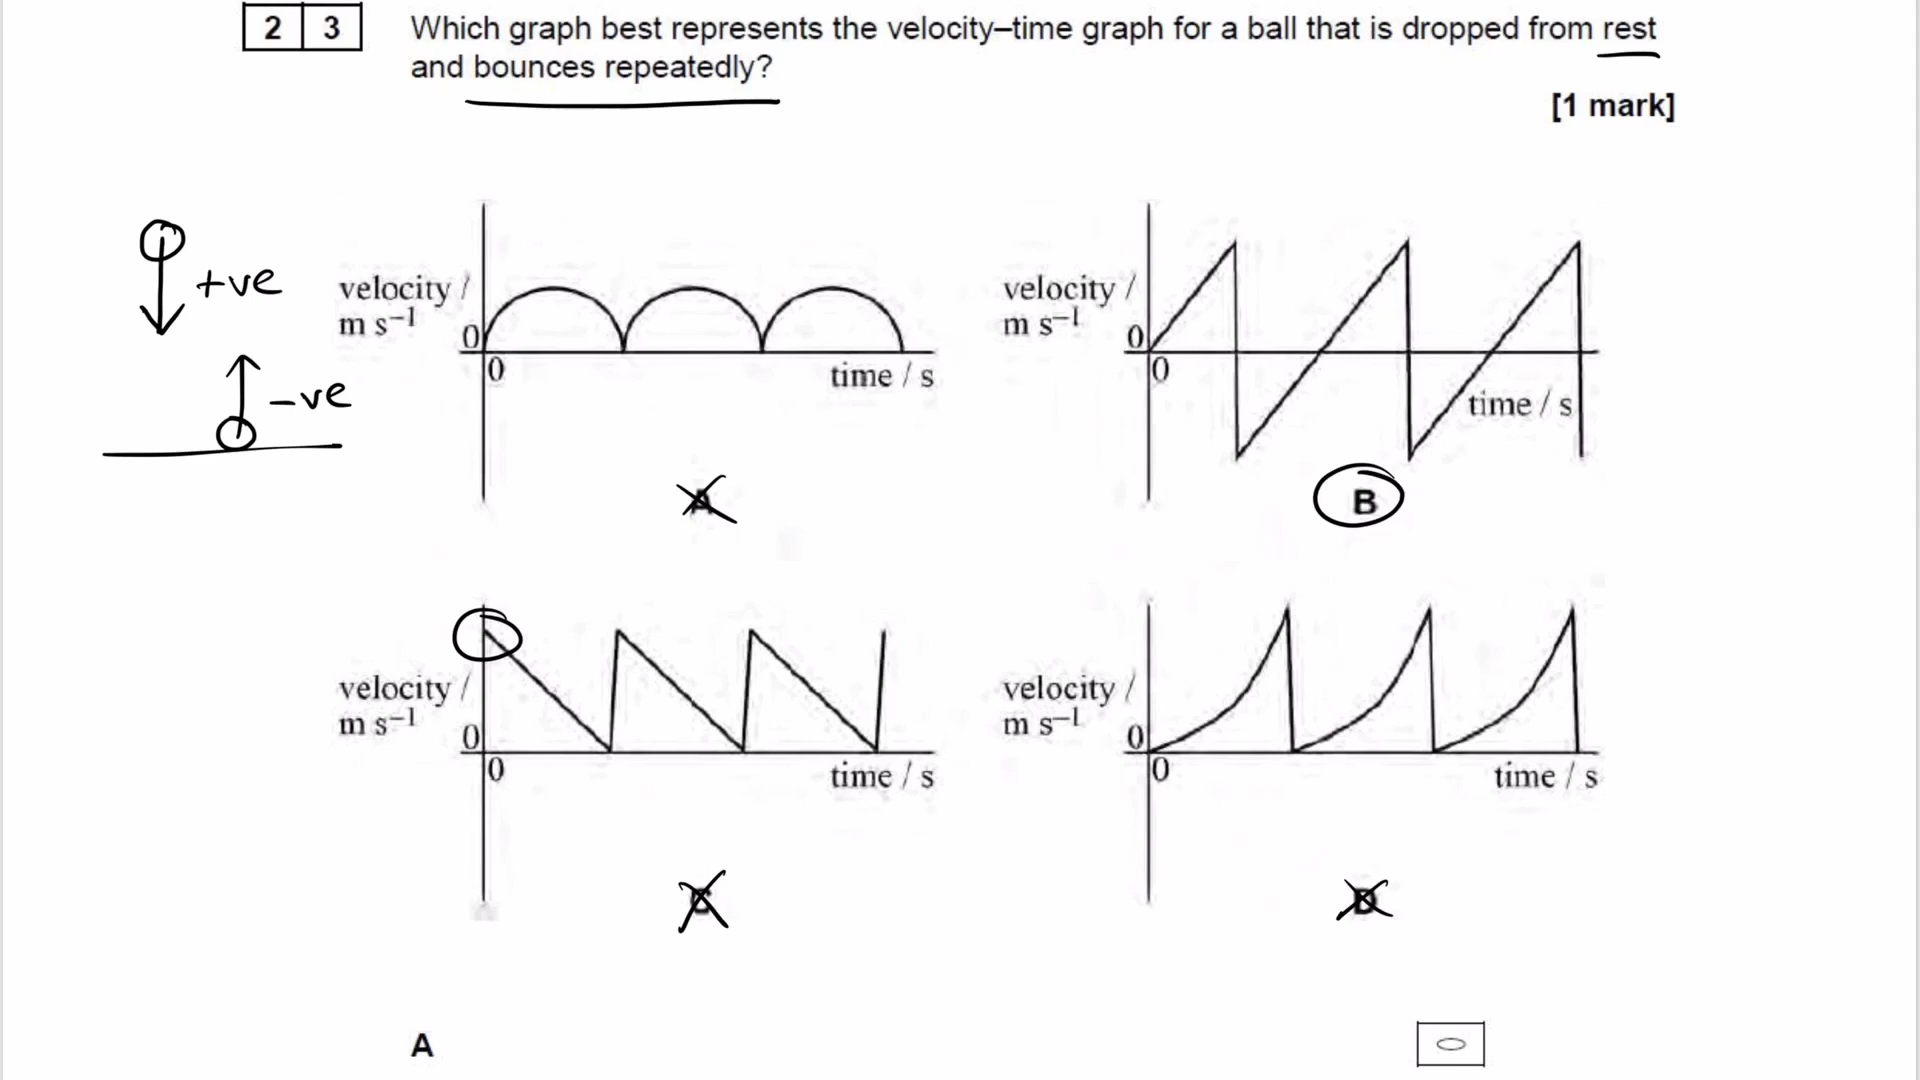 2 3 Which graph best represents the velocity–time graph for a ball that is dropped from rest
and bounces repeatedly?
[1 mark]
+ve
-ve
velocity /
m s⁻¹
0
0
time / s
A
velocity /
m s⁻¹
0
0
time / s
B
velocity /
m s⁻¹
0
0
time / s
C
velocity /
m s⁻¹
0
0
time / s
D
A